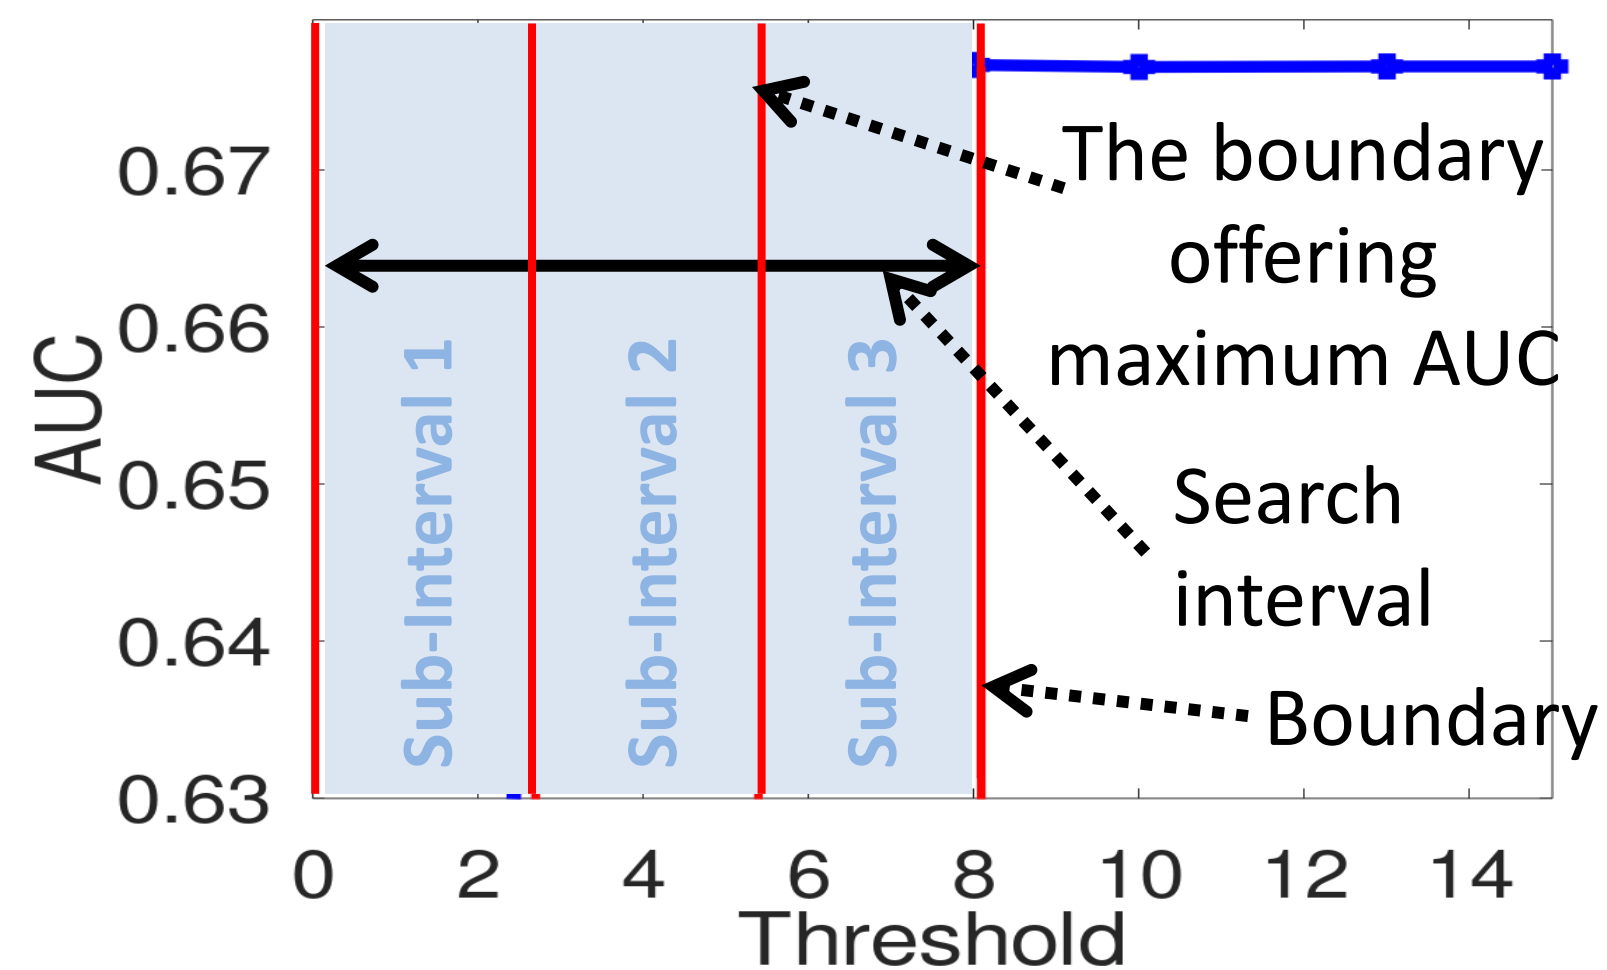 The boundary
offering
maximum AUC
Search
interval
Boundary
Sub-Interval 1
Sub-Interval 2
Sub-Interval 3
AUC
0.67
0.66
0.65
0.64
0.63
0 2 4 6 8 10 12 14
Threshold